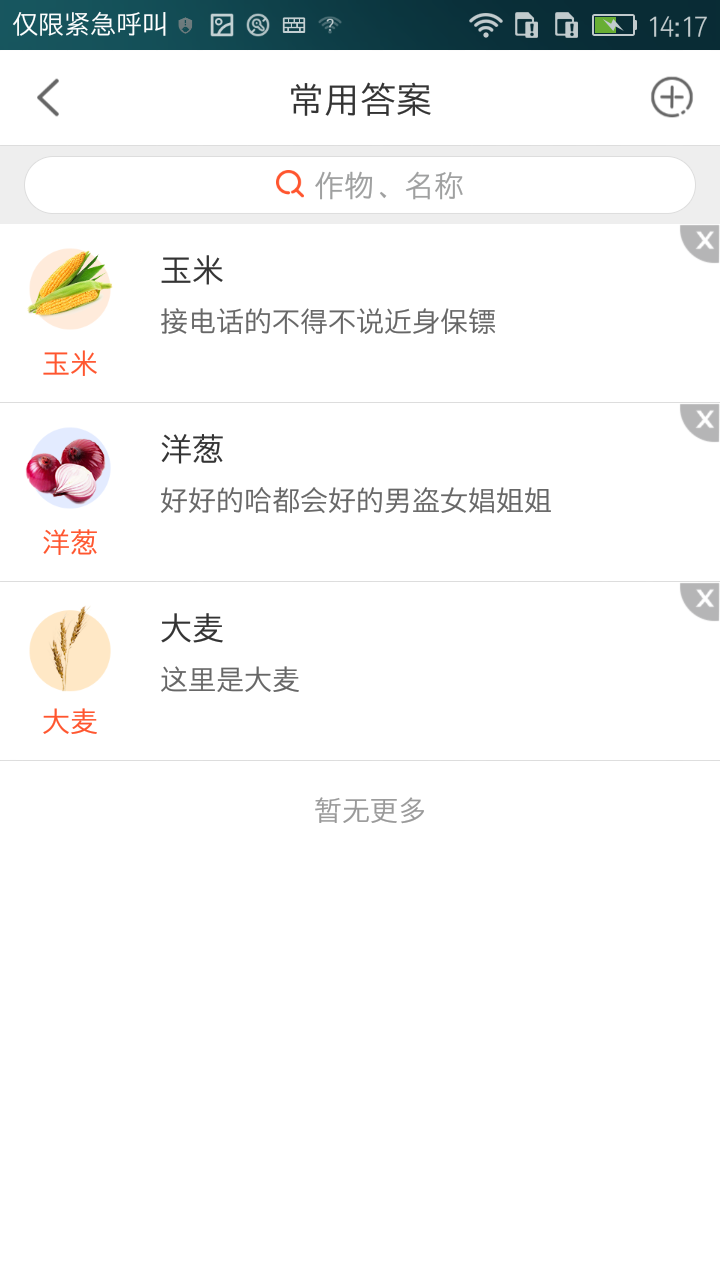 仅限紧急呼叫 14:17
常用答案
作物、名称
X
玉米
接电话的不得不说近身保镖
玉米
X
洋葱
好好的哈都会好的男盗女娼姐姐
洋葱
X
大麦
这里是大麦
大麦
暂无更多